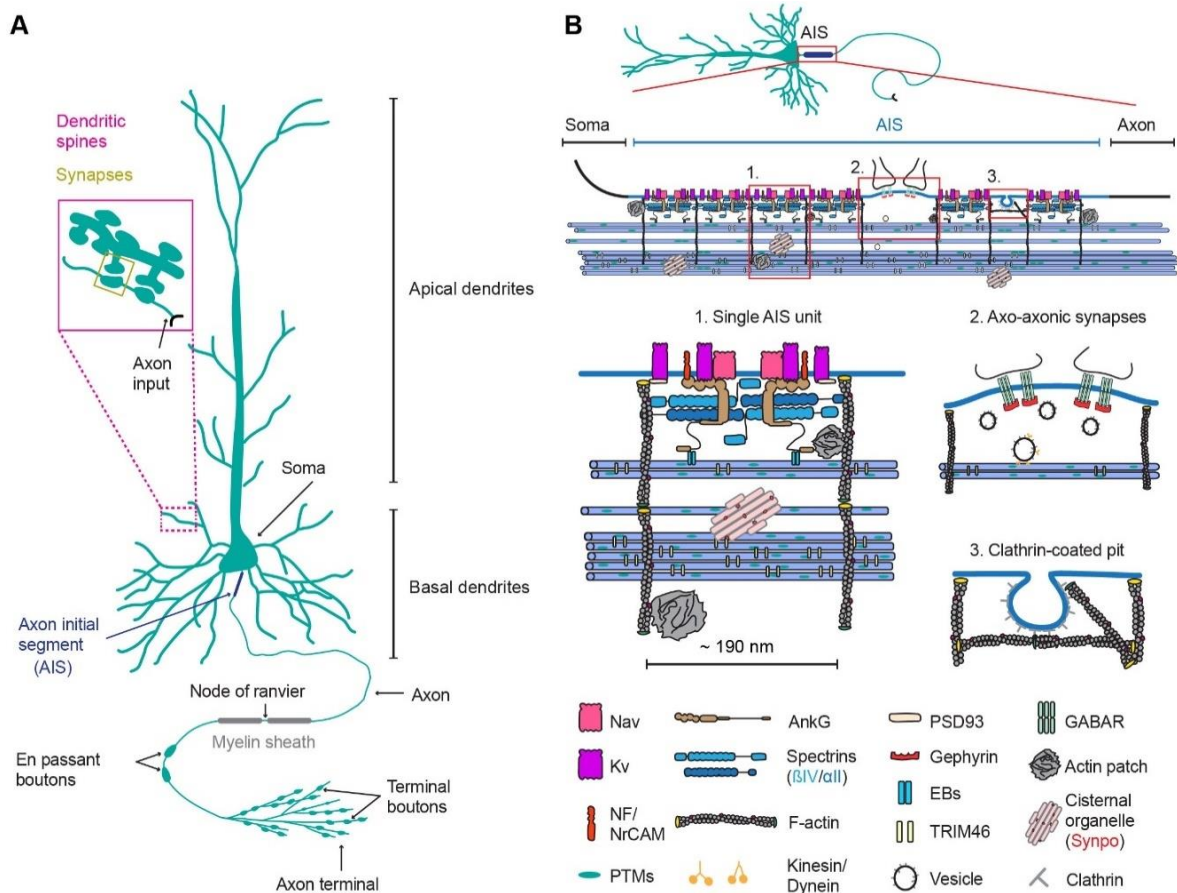 A
Dendritic
spines
Synapses
Axon
input
Apical dendrites
Soma
Basal dendrites
Axon initial
segment
(AIS)
Node of ranvier
Axon
Myelin sheath
En passant
boutons
Terminal
boutons
Axon terminal
B
AIS
Soma
AIS
Axon
1.
2.
3.
1. Single AIS unit
2. Axo-axonic synapses
3. Clathrin-coated pit
~ 190 nm
Nav
AnkG
PSD93
GABAR
Kv
Spectrins
(ßIV/αII)
Gephyrin
Actin patch
EBs
NF/
NrCAM
F-actin
TRIM46
Cisternal
organelle
(Synpo)
PTMs
Kinesin/
Dynein
Vesicle
Clathrin